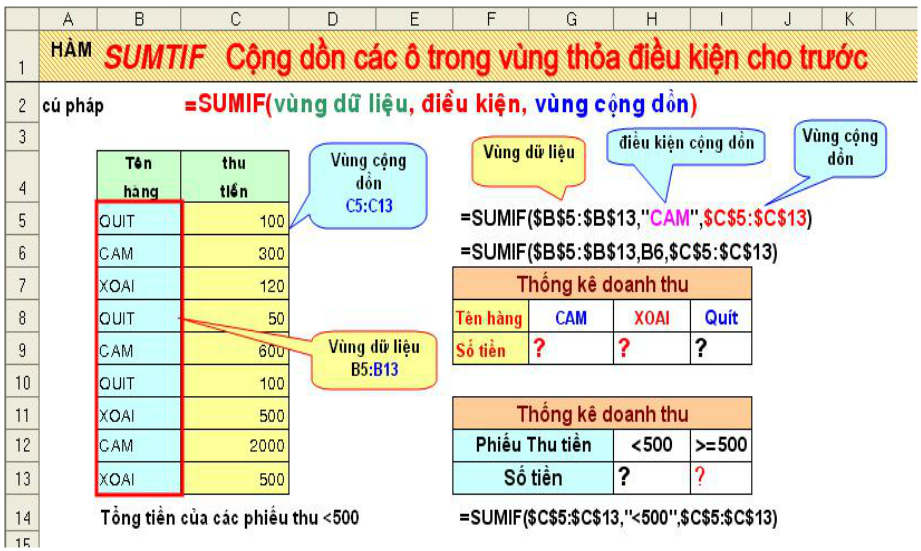 A B C D E F G H I J K
1 HÀM SUMTIF Cộng dồn các ô trong vùng thỏa điều kiện cho trước
2 cú pháp =SUMIF(vùng dữ liệu, điều kiện, vùng cộng dồn)
3
Tên hàng
thu tiền
Vùng cộng
dồn
C5:C13
Vùng dữ liệu
điều kiện cộng dồn
Vùng cộng
dồn
4
5 QUIT 100 =SUMIF($B$5:$B$13,"CAM",$C$5:$C$13)
6 CAM 300 =SUMIF($B$5:$B$13,B6,$C$5:$C$13)
7 XOAI 120 Thống kê doanh thu
8 QUIT 50 Tên hàng CAM XOAI Quít
9 CAM 600 Số tiền ? ? ?
Vùng dữ liệu
B5:B13
10 QUIT 100
11 XOAI 500 Thống kê doanh thu
12 CAM 2000 Phiếu Thu tiền <500 >=500
13 XOAI 500 Số tiền ? ?
14 Tổng tiền của các phiếu thu <500 =SUMIF($C$5:$C$13,"<500",$C$5:$C$13)
15